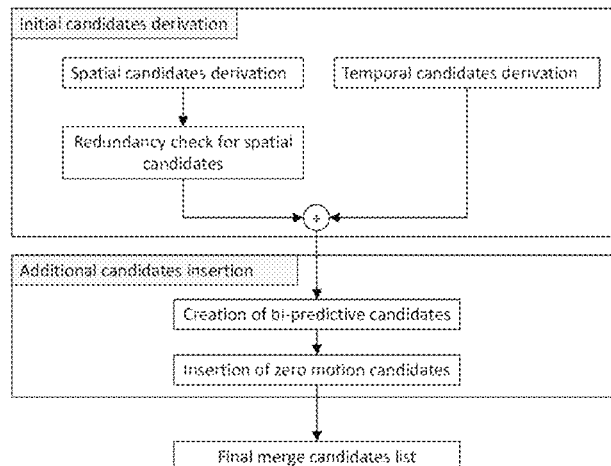 Initial candidates derivation
Spatial candidates derivation
Temporal candidates derivation
Redundancy check for spatial
candidates
+
Additional candidates insertion
Creation of bi-predictive candidates
Insertion of zero motion candidates
Final merge candidates list